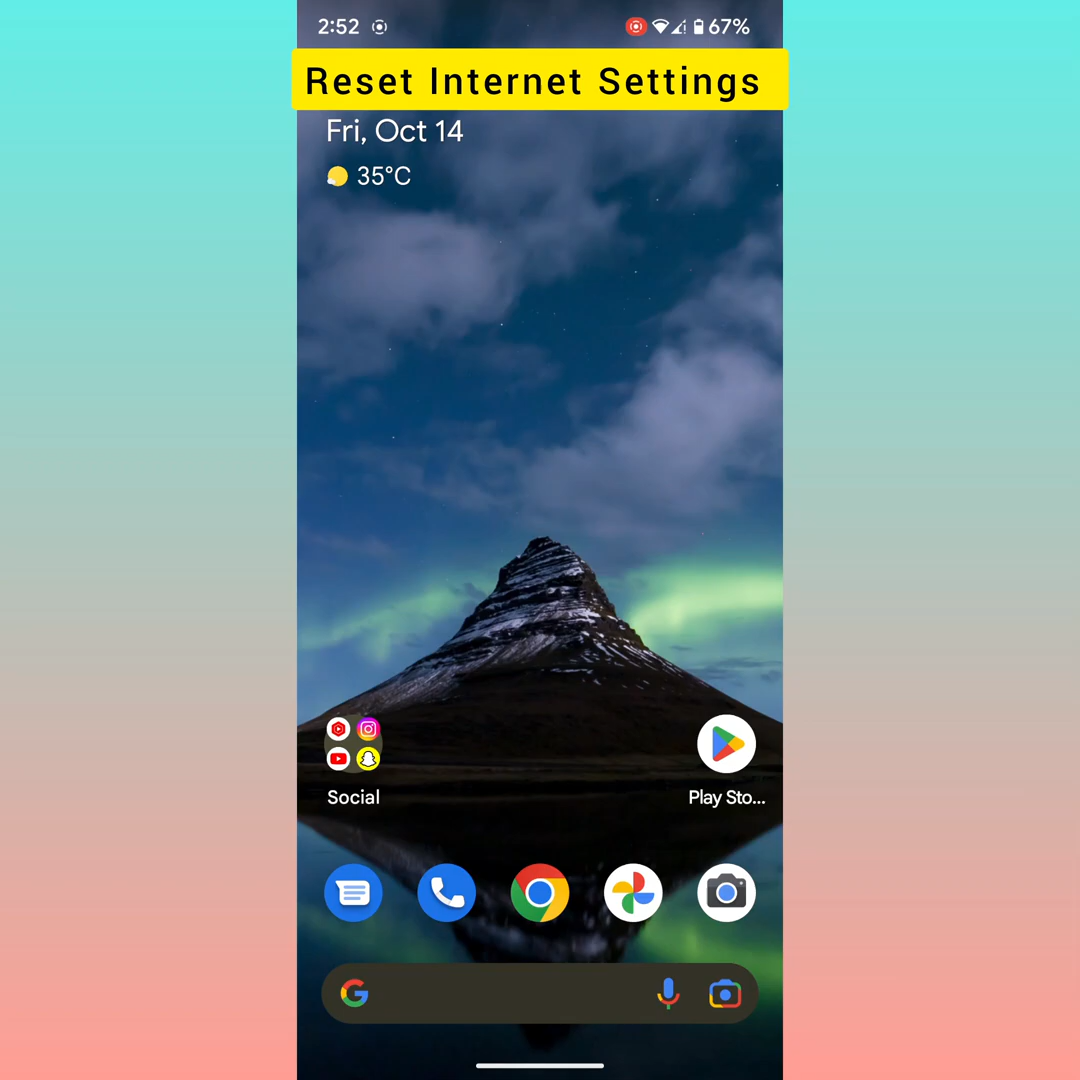 2:52 67%
Reset Internet Settings
Fri, Oct 14
35°C
Social
Play Sto...